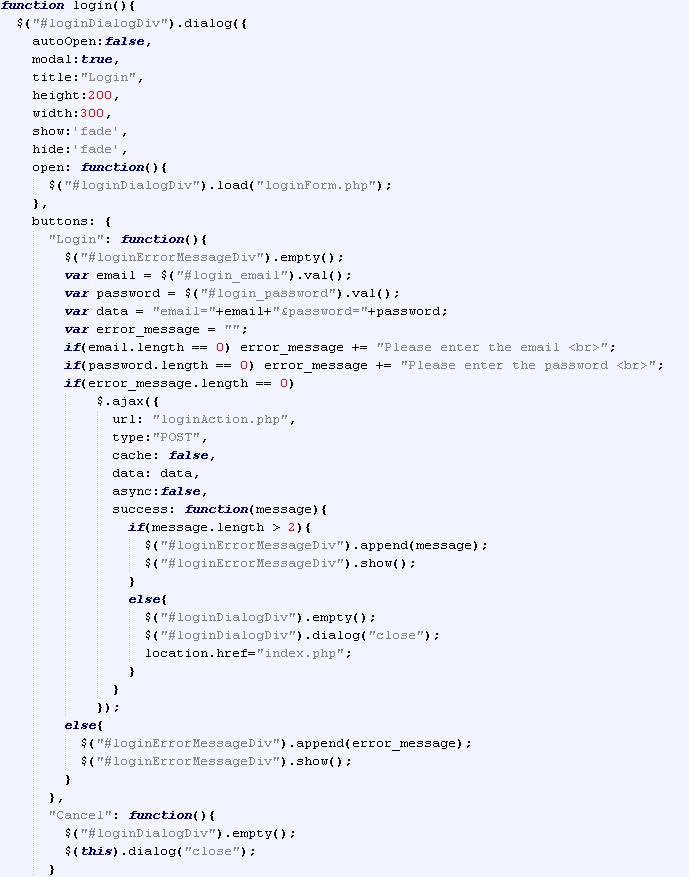 function login(){
  $("#loginDialogDiv").dialog({
    autoOpen:false,
    modal:true,
    title:"Login",
    height:200,
    width:300,
    show:'fade',
    hide:'fade',
    open: function(){
      $("#loginDialogDiv").load("loginForm.php");
    },
    buttons: {
      "Login": function(){
        $("#loginErrorMessageDiv").empty();
        var email = $("#login_email").val();
        var password = $("#login_password").val();
        var data = "email="+email+"&password="+password;
        var error_message = "";
        if(email.length == 0) error_message += "Please enter the email <br>";
        if(password.length == 0) error_message += "Please enter the password <br>";
        if(error_message.length == 0)
            $.ajax({
              url: "loginAction.php",
              type:"POST",
              cache: false,
              data: data,
              async:false,
              success: function(message){
                if(message.length > 2){
                  $("#loginErrorMessageDiv").append(message);
                  $("#loginErrorMessageDiv").show();
                }
                else{
                  $("#loginDialogDiv").empty();
                  $("#loginDialogDiv").dialog("close");
                  location.href="index.php";
                }
              }
            });
        else{
          $("#loginErrorMessageDiv").append(error_message);
          $("#loginErrorMessageDiv").show();
        }
      },
      "Cancel": function(){
        $("#loginDialogDiv").empty();
        $(this).dialog("close");
      }